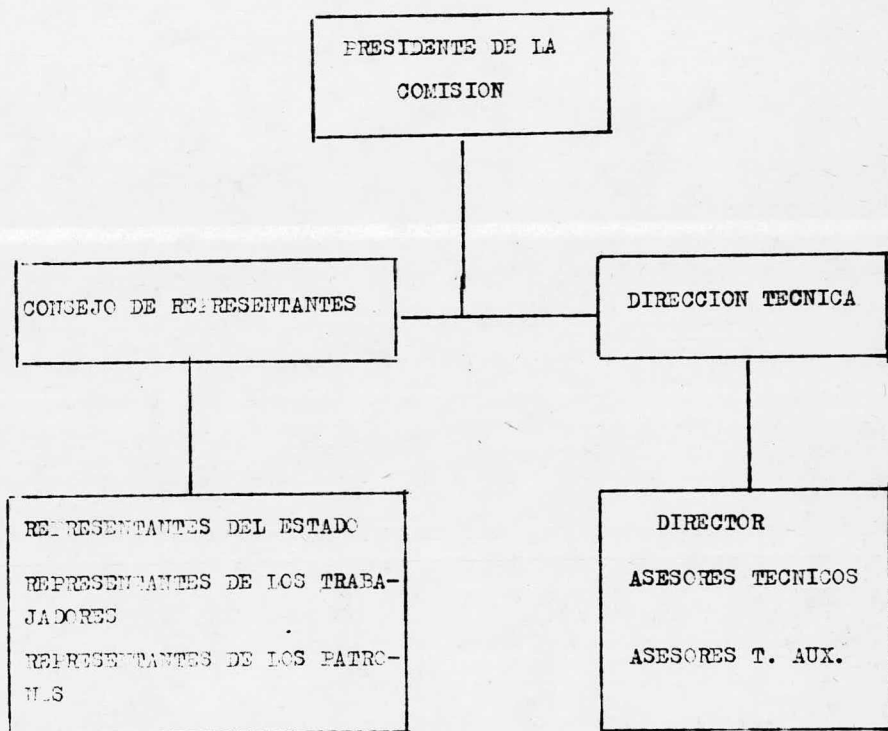 PRESIDENTE DE LA
COMISION
CONSEJO DE REPRESENTANTES
DIRECCION TECNICA
REPRESENTANTES DEL ESTADO
REPRESENTANTES DE LOS TRABA-
JADORES
REPRESENTANTES DE LOS PATRO-
NES
DIRECTOR
ASESORES TECNICOS
ASESORES T. AUX.